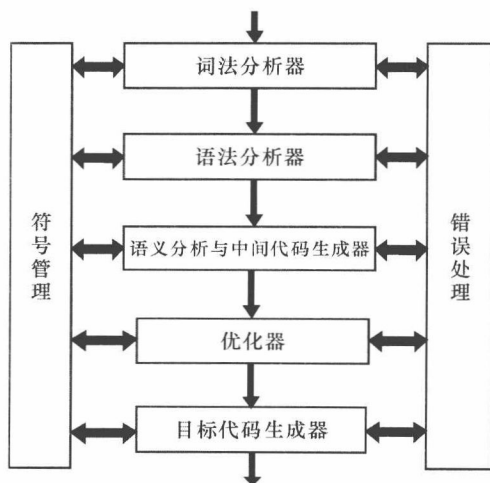 词法分析器
语法分析器
语义分析与中间代码生成器
优化器
目标代码生成器
符号管理
错误处理